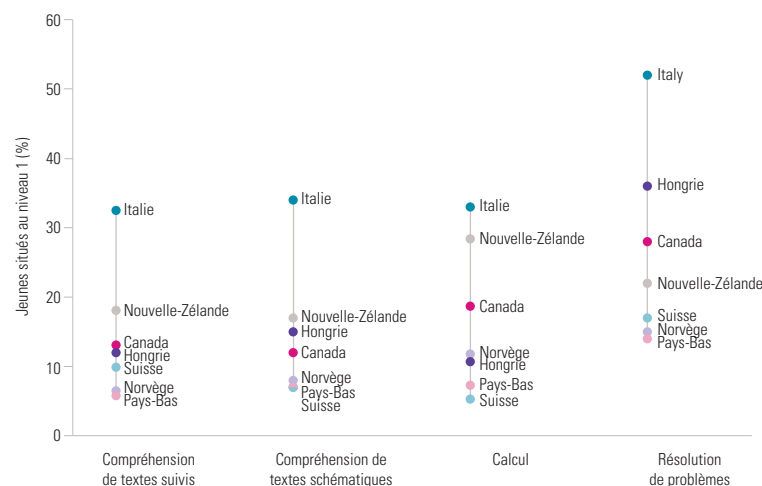 60
50
40
30
20
10
0
Jeunes situés au niveau 1 (%)
Italie
Nouvelle-Zélande
Canada
Hongrie
Suisse
Norvège
Pays-Bas
Italie
Nouvelle-Zélande
Hongrie
Canada
Norvège
Pays-Bas
Suisse
Italie
Nouvelle-Zélande
Canada
Norvège
Hongrie
Pays-Bas
Suisse
Italy
Hongrie
Canada
Nouvelle-Zélande
Suisse
Norvège
Pays-Bas
Compréhension
de textes suivis
Compréhension de
textes schématiques
Calcul
Résolution
de problèmes